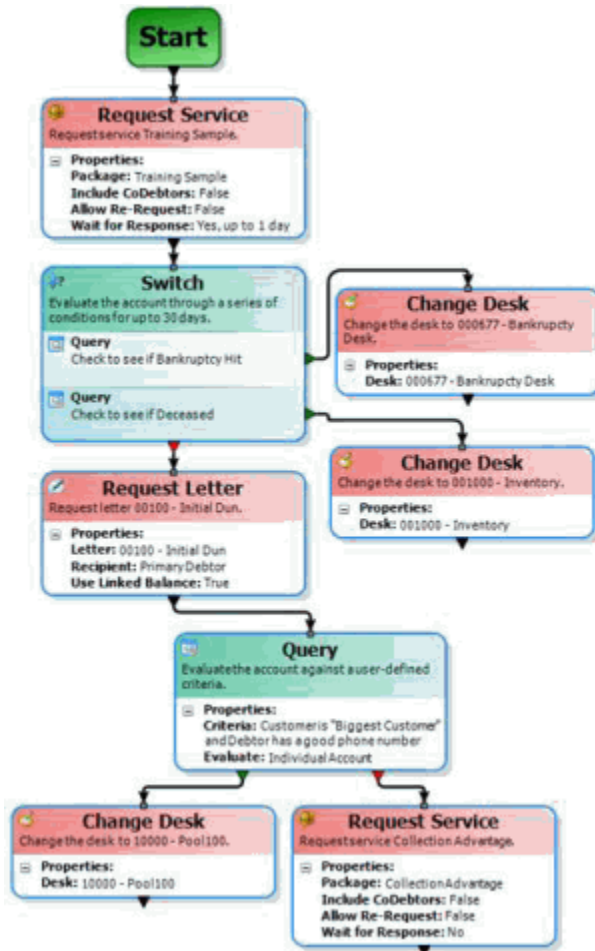 Start
Request Service
Request service Training Sample.
Properties:
Package: Training Sample
Include CoDebtors: False
Allow Re-Request: False
Wait for Response: Yes, up to 1 day
Switch
Evaluate the account through a series of
conditions for up to 30 days.
Query
Check to see if Bankruptcy Hit
Query
Check to see if Deceased
Change Desk
Change the desk to 000677 - Bankrupcty
Desk.
Properties:
Desk: 000677 - Bankrupcty Desk
Change Desk
Change the desk to 001000 - Inventory.
Properties:
Desk: 001000 - Inventory
Request Letter
Request letter 00100 - Initial Dun.
Properties:
Letter: 00100 - Initial Dun
Recipient: Primary Debtor
Use Linked Balance: True
Query
Evaluate the account against a user-defined
criteria.
Properties:
Criteria: Customer is "Biggest Customer"
and Debtor has a good phone number
Evaluate: Individual Account
Change Desk
Change the desk to 10000 - Pool100.
Properties:
Desk: 10000 - Pool100
Request Service
Request service Collection Advantage.
Properties:
Package: Collection Advantage
Include CoDebtors: False
Allow Re-Request: False
Wait for Response: No